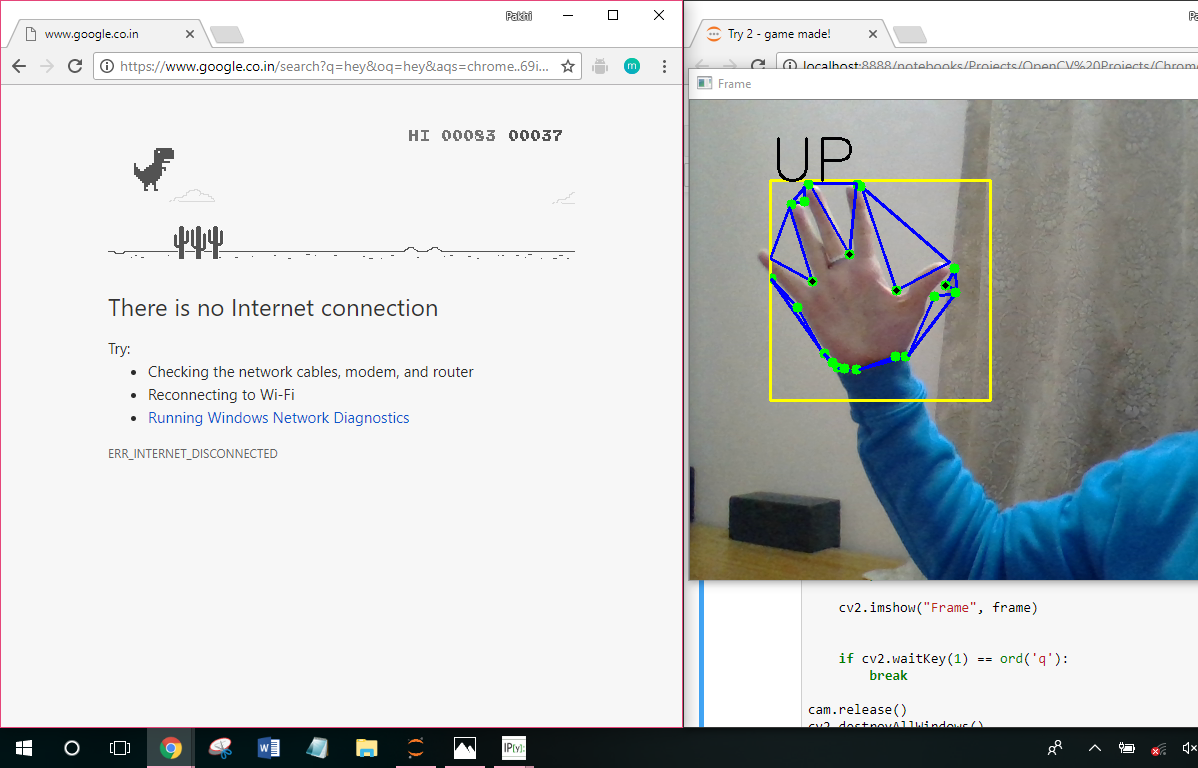 Pakhi
www.google.co.in
https://www.google.co.in/search?q=hey&oq=hey&aqs=chrome..69i...
m
HI 00083 00037
There is no Internet connection
Try:
Checking the network cables, modem, and router
Reconnecting to Wi-Fi
Running Windows Network Diagnostics
ERR_INTERNET_DISCONNECTED
Try 2 - game made!
localhost:8888/notebooks/Projects/OpenCV%20Projects/Chrome
Frame
UP
cv2.imshow("Frame", frame)
if cv2.waitKey(1) == ord('q'):
break
cam.release()
cv2.destroyAllWindows()
IP[y]: